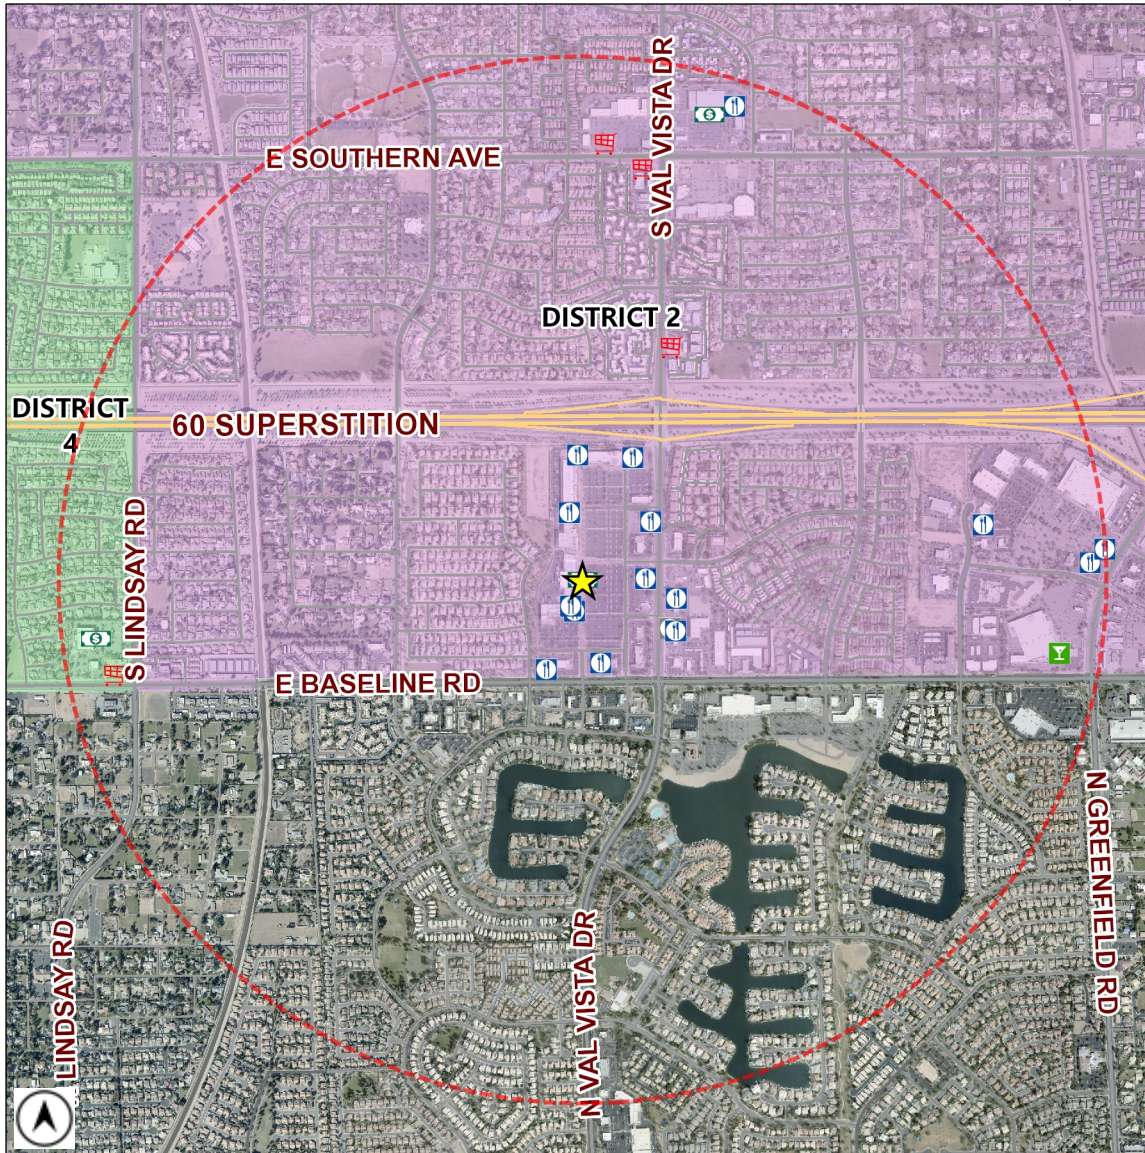 S VAL VISTA DR
E SOUTHERN AVE
DISTRICT 2
DISTRICT
4
60 SUPERSTITION
S LINDSAY RD
E BASELINE RD
N GREENFIELD RD
LINDSAY RD
N VAL VISTA DR